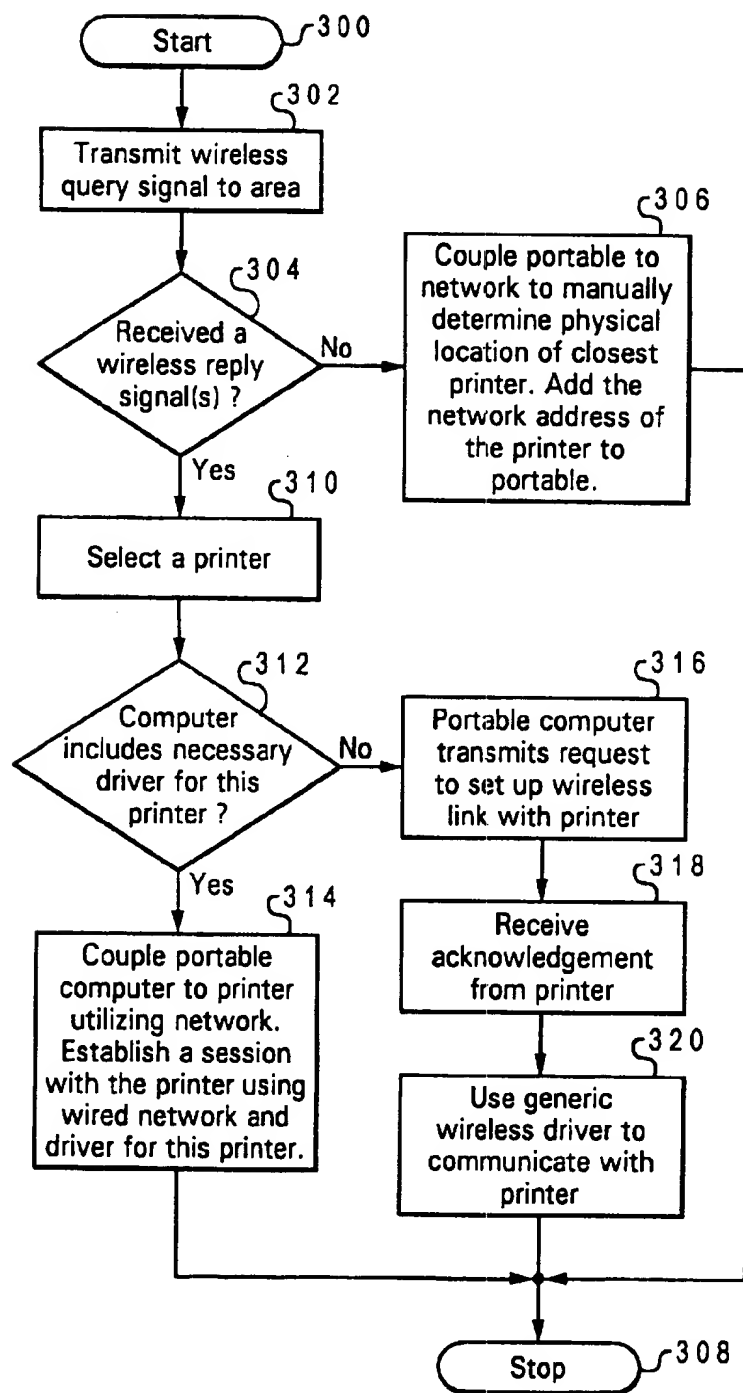 Start
300
302
Transmit wireless
query signal to area
304
Received a
wireless reply
signal(s) ?
No
Yes
306
Couple portable to
network to manually
determine physical
location of closest
printer. Add the
network address of
the printer to
portable.
310
Select a printer
312
Computer
includes necessary
driver for this
printer ?
No
Yes
316
Portable computer
transmits request
to set up wireless
link with printer
314
Couple portable
computer to printer
utilizing network.
Establish a session
with the printer using
wired network and
driver for this printer.
318
Receive
acknowledgement
from printer
320
Use generic
wireless driver to
communicate with
printer
Stop
308